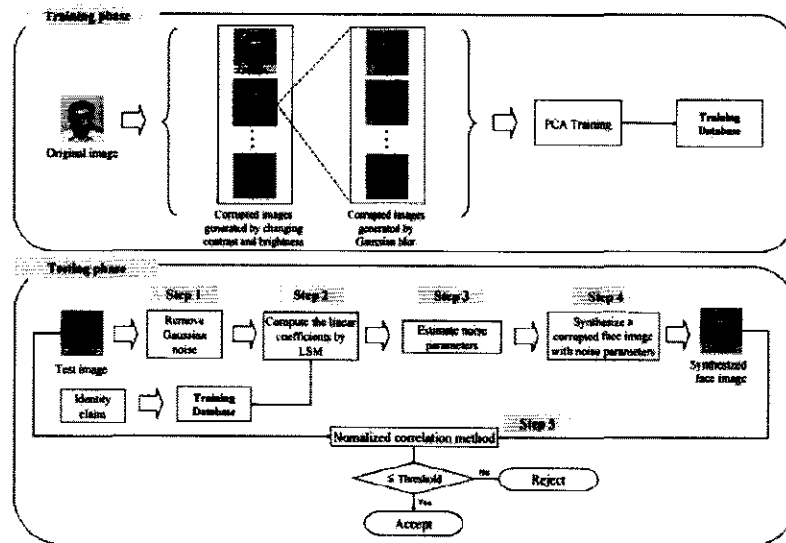 Training phase
Original image
Corrupted images
generated by changing
contrast and brightness
Corrupted images
generated by
Gaussian blor.
PCA Training
Training
Database
Testing phase
Step 1
Step 2
Step 3
Step 4
Test image
Remove
Gaussian
noise
Compute the linear
coefficients by
LSM
Estimate noise
parameters
Synthesize a
corrupted face image
with noise parameters
Synthesized
face image
Identity
claim
Training
Database
Step 5
Normalized correlation method
≤ Threshold
No
Reject
Yes
Accept